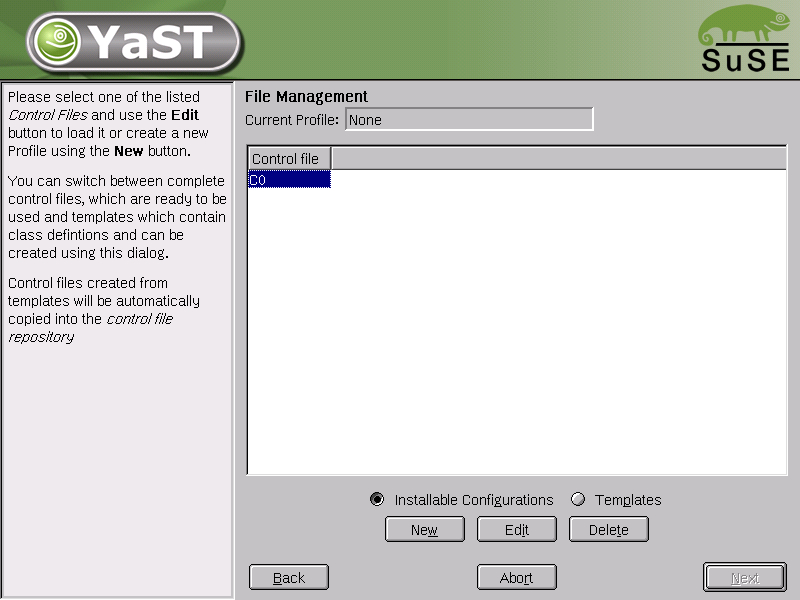 YaST
SuSE
Please select one of the listed
Control Files and use the Edit
button to load it or create a new
Profile using the New button.
You can switch between complete
control files, which are ready to be
used and templates which contain
class defintions and can be
created using this dialog.
Control files created from
templates will be automatically
copied into the control file
repository
File Management
Current Profile: None
Control file
C0
Installable Configurations Templates
New Edit Delete
Back Abort Next